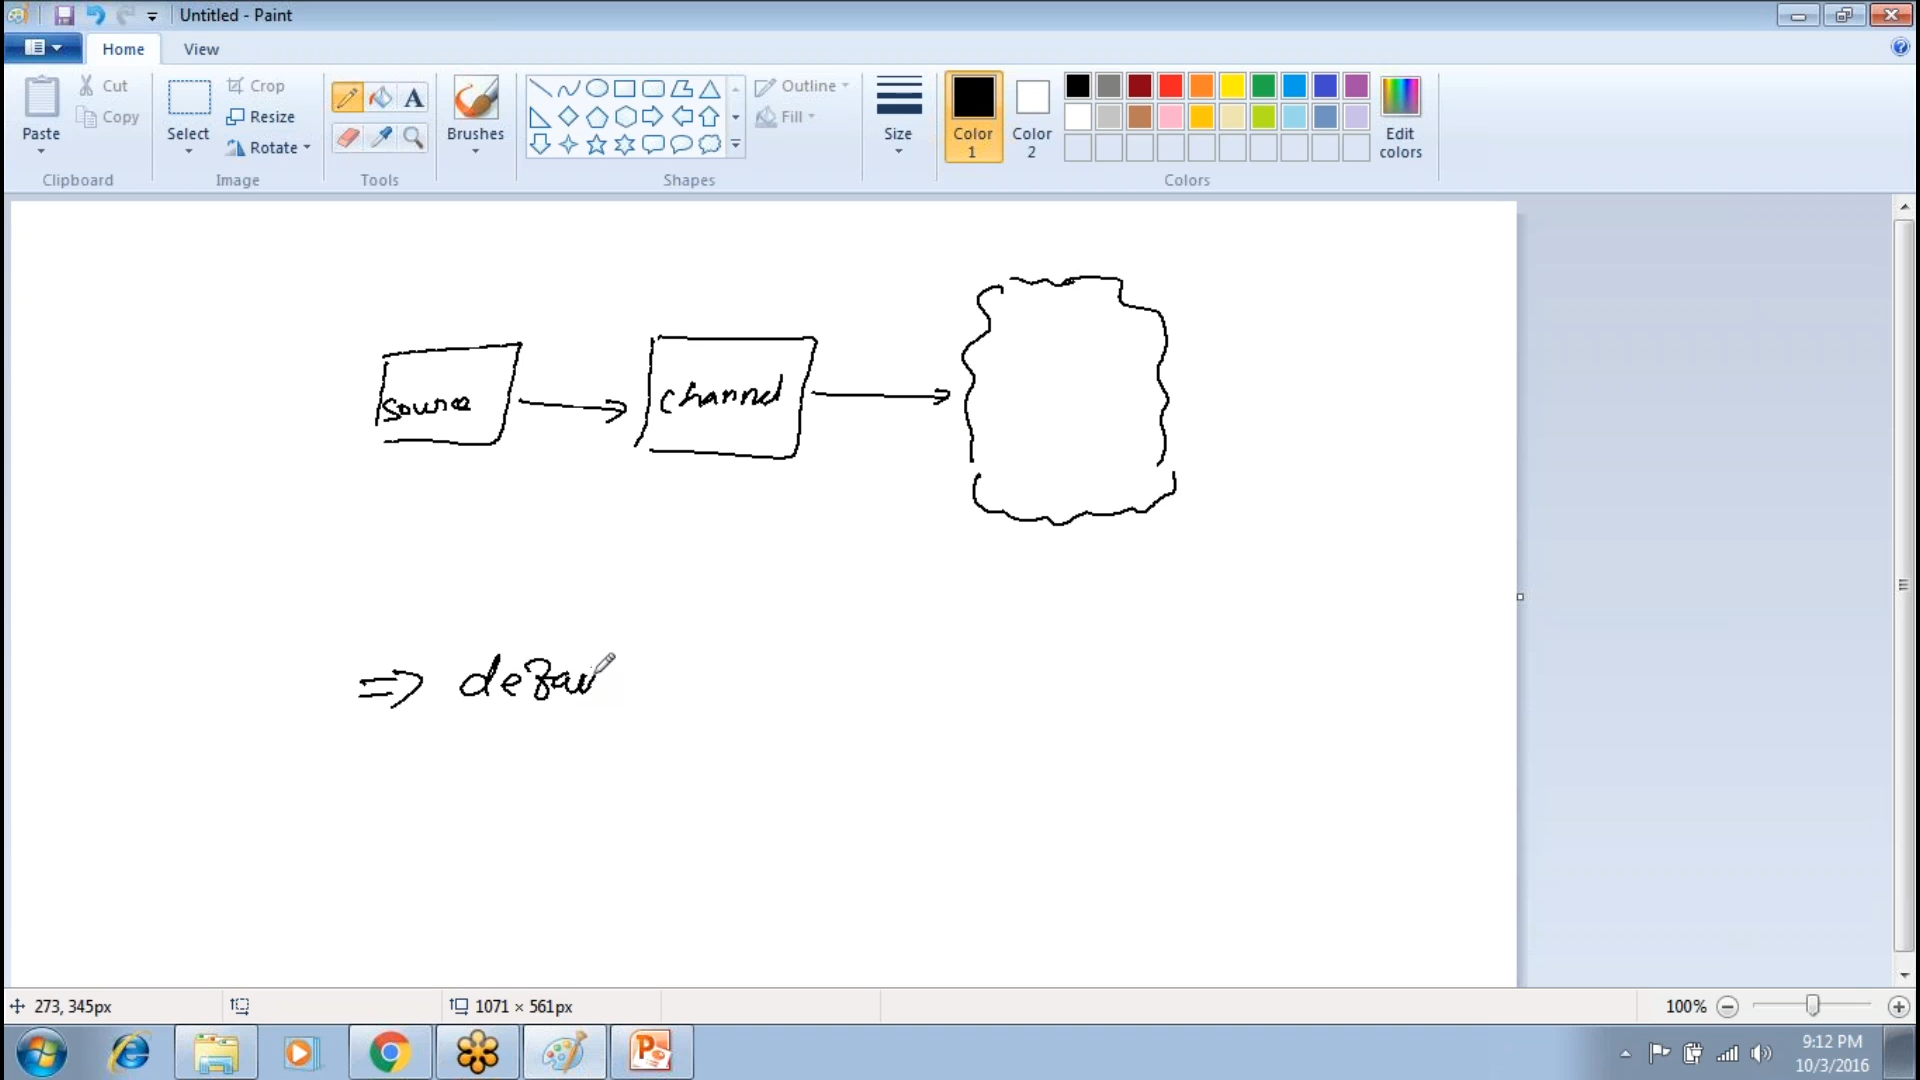 Untitled - Paint
Home View
Paste
Cut
Copy
Clipboard
Select
Crop
Resize
Rotate
Image
A
Tools
Brushes
Shapes
Outline
Fill
Size
Color 1
Color 2
Edit colors
Colors
source
channel
⇒ defau
273, 345px
1071 × 561px
100%
9:12 PM
10/3/2016